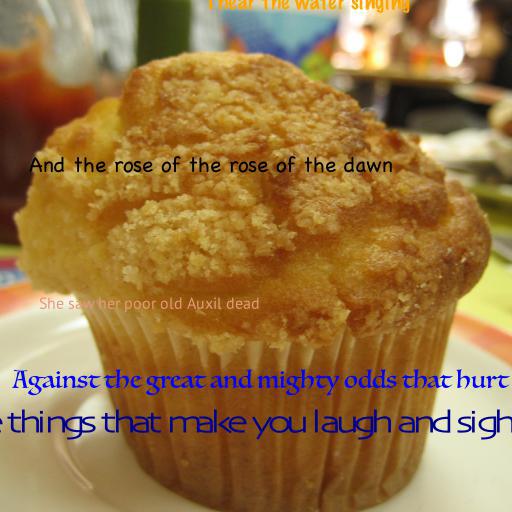 I hear the water singing
And the rose of the rose of the dawn
She saw her poor old Auxil dead
Against the great and mighty odds that hurt
things that make you laugh and sigh